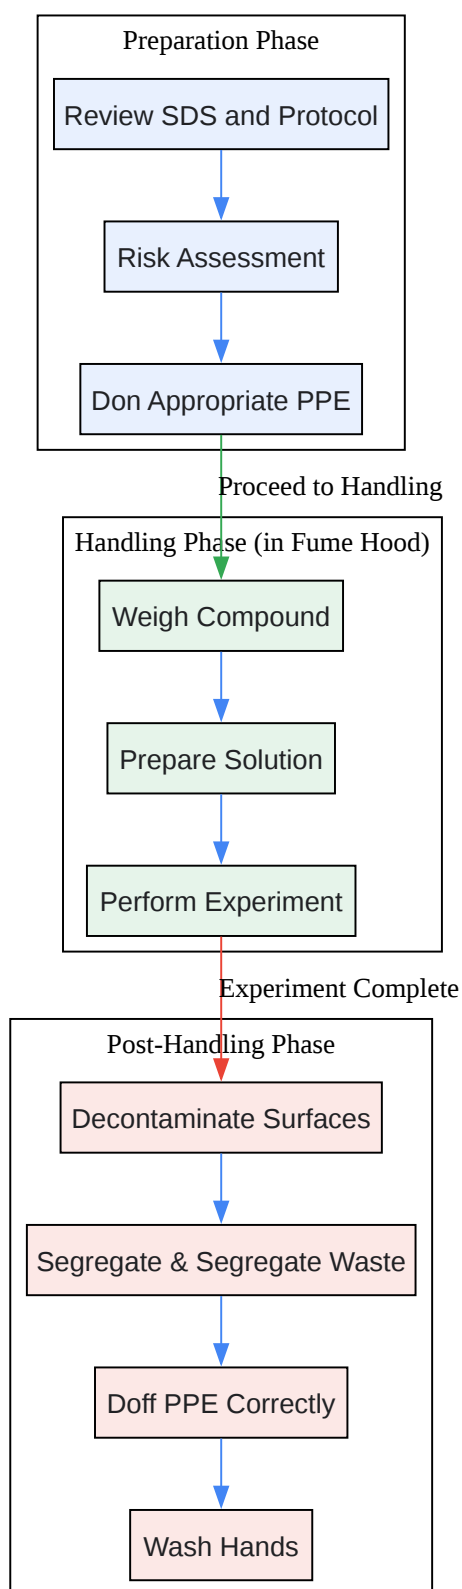 Preparation Phase
Review SDS and Protocol
Risk Assessment
Don Appropriate PPE
Proceed to Handling
Handling Phase (in Fume Hood)
Weigh Compound
Prepare Solution
Perform Experiment
Experiment Complete
Post-Handling Phase
Decontaminate Surfaces
Segregate & Segregate Waste
Doff PPE Correctly
Wash Hands